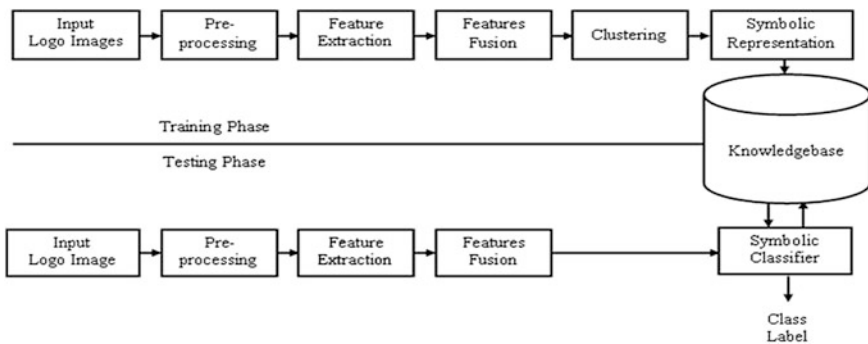 Input
Logo Images
Pre-
processing
Feature
Extraction
Features
Fusion
Clustering
Symbolic
Representation
Training Phase
Testing Phase
Knowledgebase
Input
Logo Image
Pre-
processing
Feature
Extraction
Features
Fusion
Symbolic
Classifier
Class
Label